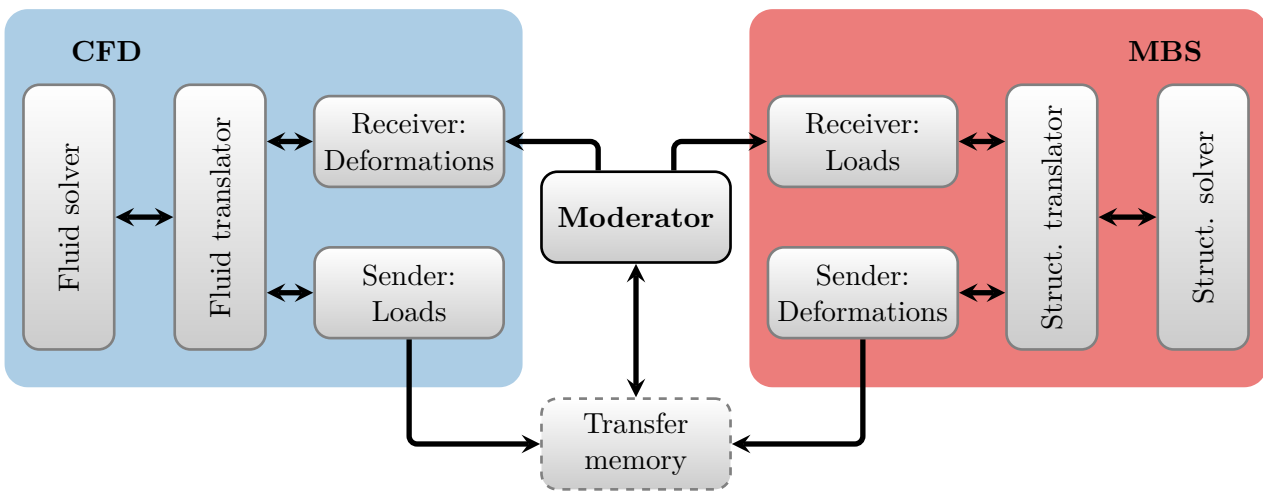 CFD
Fluid solver
Fluid translator
Receiver:
Deformations
Sender:
Loads
Moderator
Transfer
memory
MBS
Receiver:
Loads
Sender:
Deformations
Struct. translator
Struct. solver